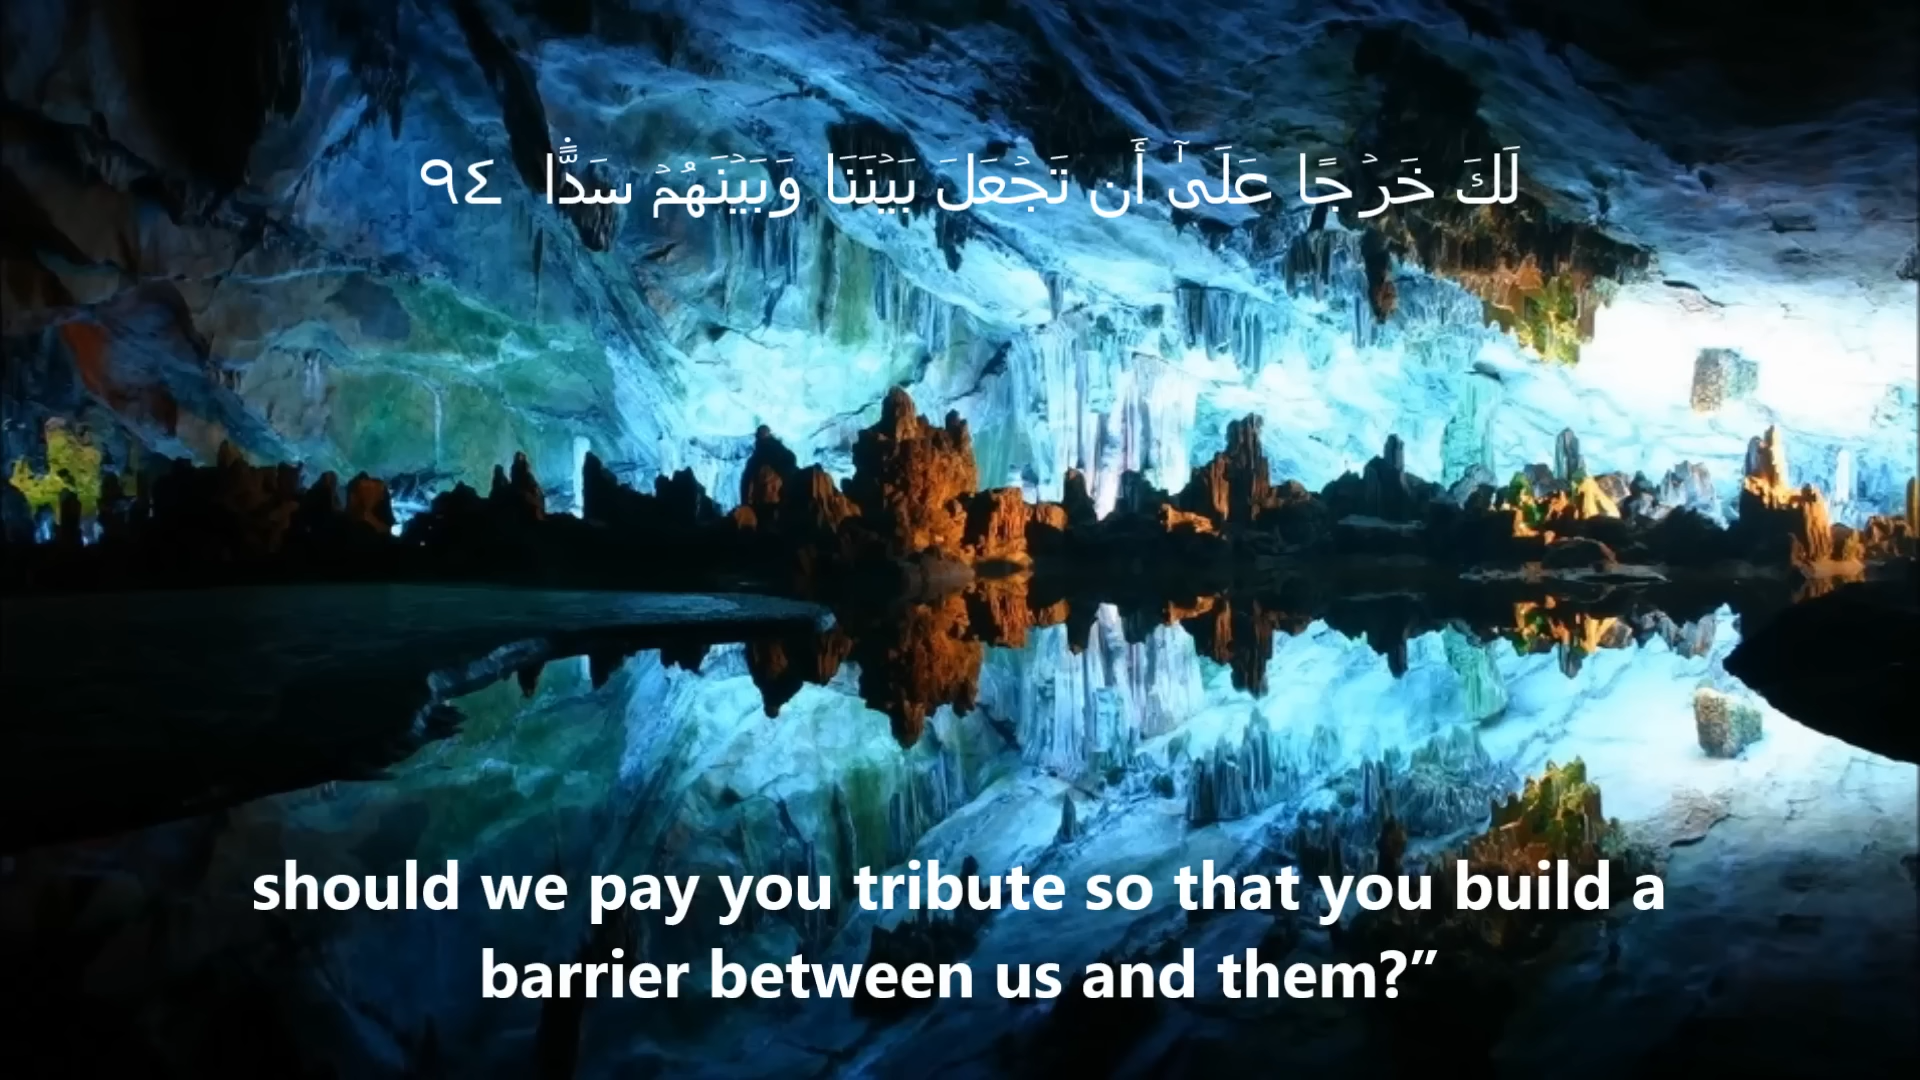 لَكَ خَرۡجًا عَلَىٰٓ أَن تَجۡعَلَ بَيۡنَنَا وَبَيۡنَهُمۡ سَدّٗا ٩٤
should we pay you tribute so that you build a
barrier between us and them?”